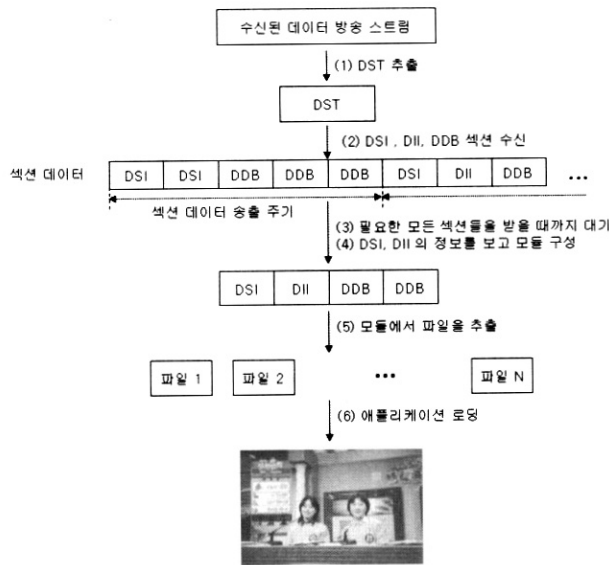 수신된 데이터 방송 스트림
(1) DST 추출
DST
(2) DSI , DII, DDB 섹션 수신
섹션 데이터 DSI DSI DDB DDB DDB DSI DII DDB ...
섹션 데이터 송출 주기
(3) 필요한 모든 섹션들을 받을 때까지 대기
(4) DSI, DII 의 정보를 보고 모듈 구성
DSI DII DDB DDB
(5) 모듈에서 파일을 추출
파일 1 파일 2 ... 파일 N
(6) 애플리케이션 로딩